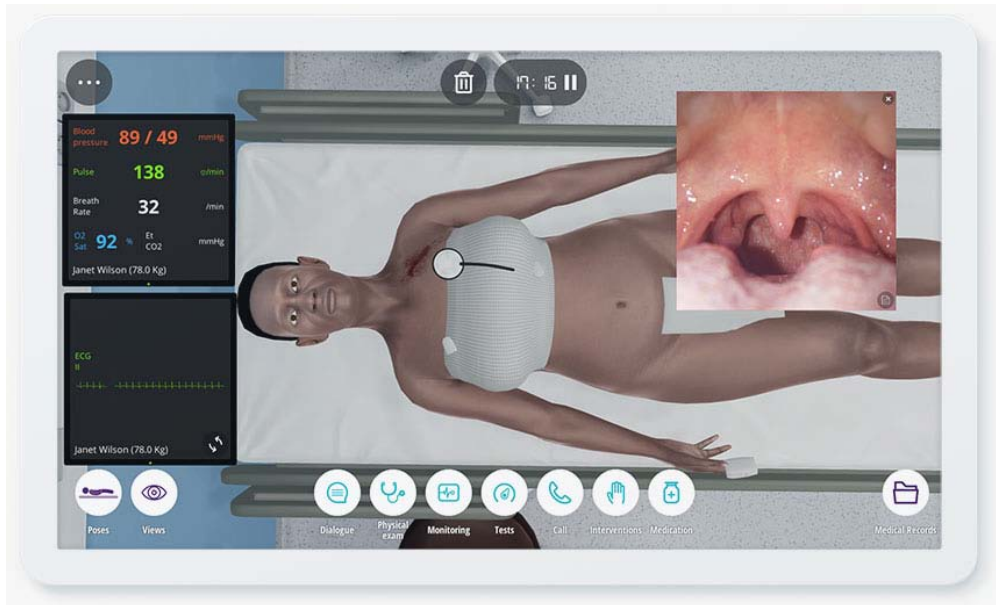 17:16
Blood
pressure 89 / 49 mmHg
Pulse 138 o/min
Breath
Rate 32 /min
O2
Sat 92 % Et
CO2 mmHg
Janet Wilson (78.0 Kg)
ECG
II
Janet Wilson (78.0 Kg)
Poses
Views
Dialogue
Physical
exam
Monitoring
Tests
Call
Interventions
Medication
Medical Records